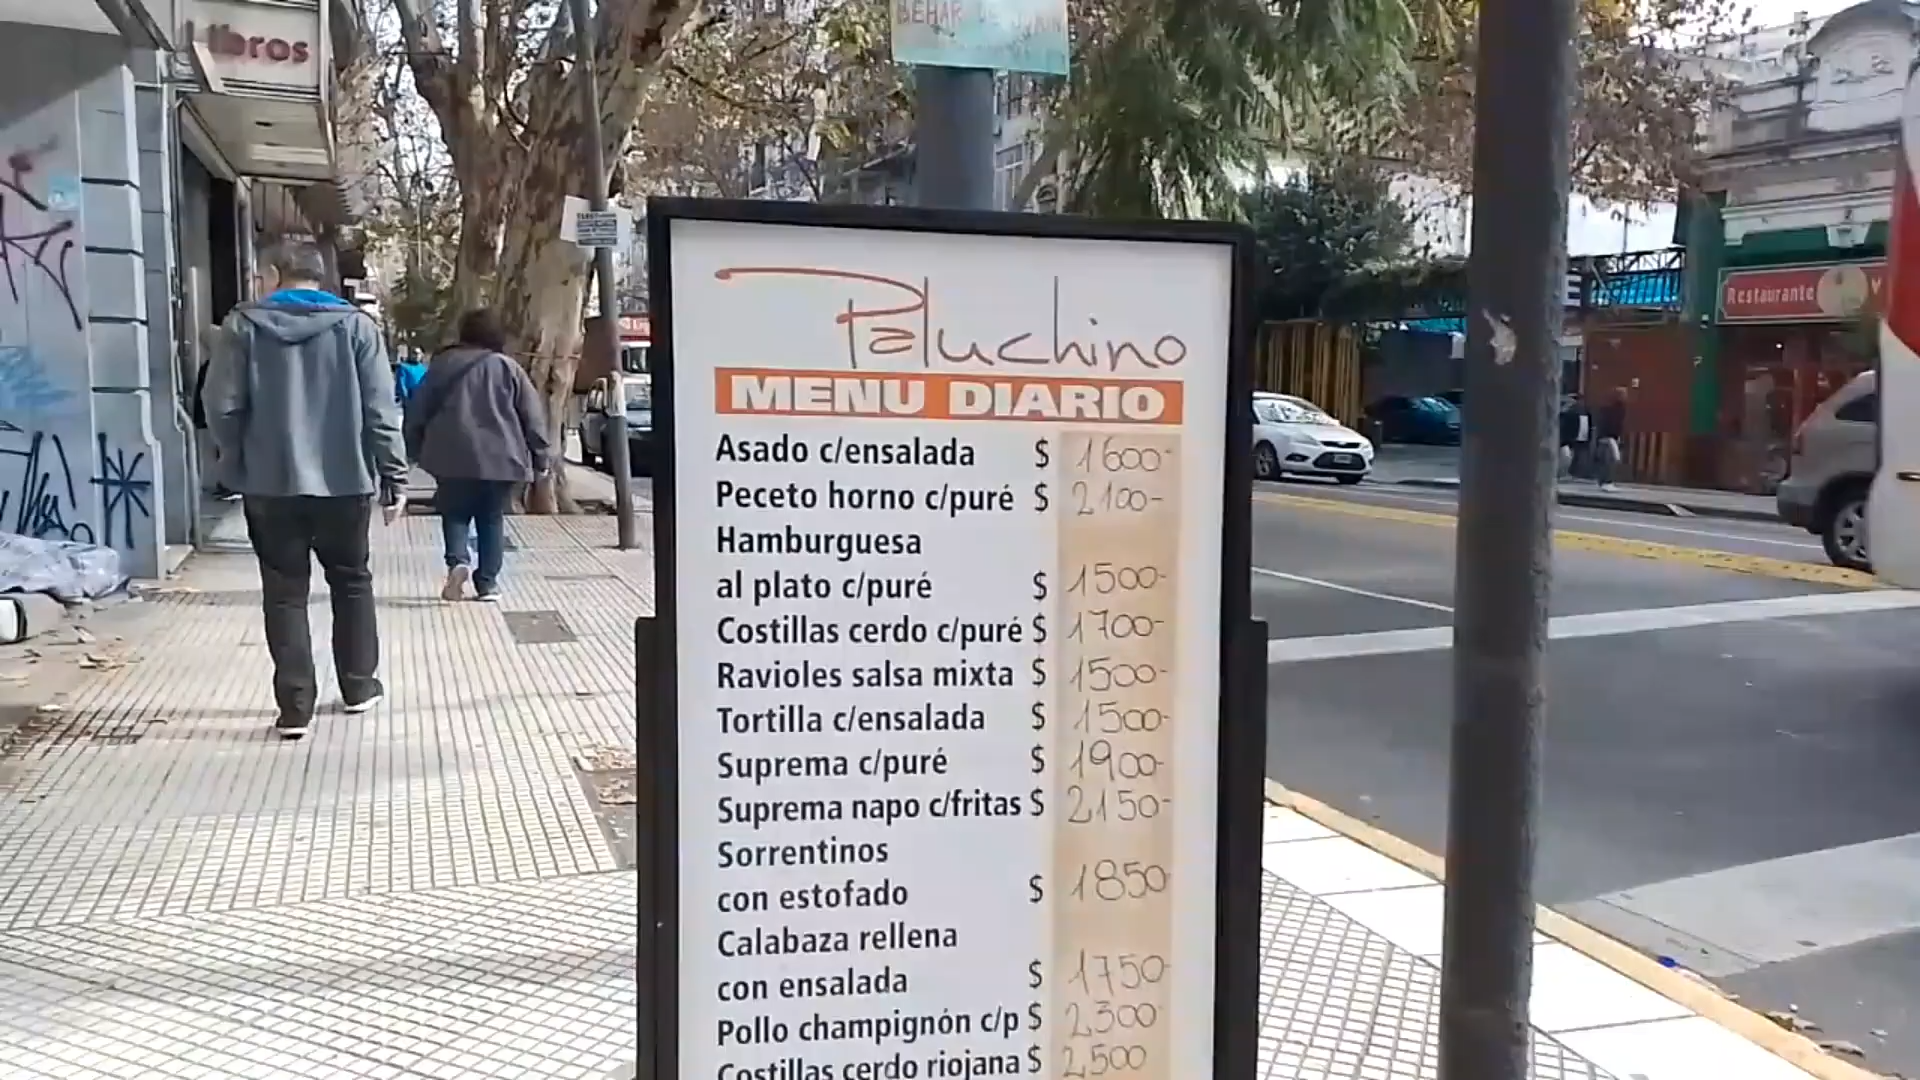 Libros
Paluchino
MENU DIARIO
Asado c/ensalada $ 1600-
Peceto horno c/puré $ 2100-
Hamburguesa
al plato c/puré $ 1500-
Costillas cerdo c/puré $ 1700-
Ravioles salsa mixta $ 1500-
Tortilla c/ensalada $ 1500-
Suprema c/puré $ 1900-
Suprema napo c/fritas $ 2150-
Sorrentinos
con estofado $ 1850-
Calabaza rellena
con ensalada $ 1750-
Pollo champignón c/p $ 2300-
Costillas cerdo riojana $ 2500
Restaurante